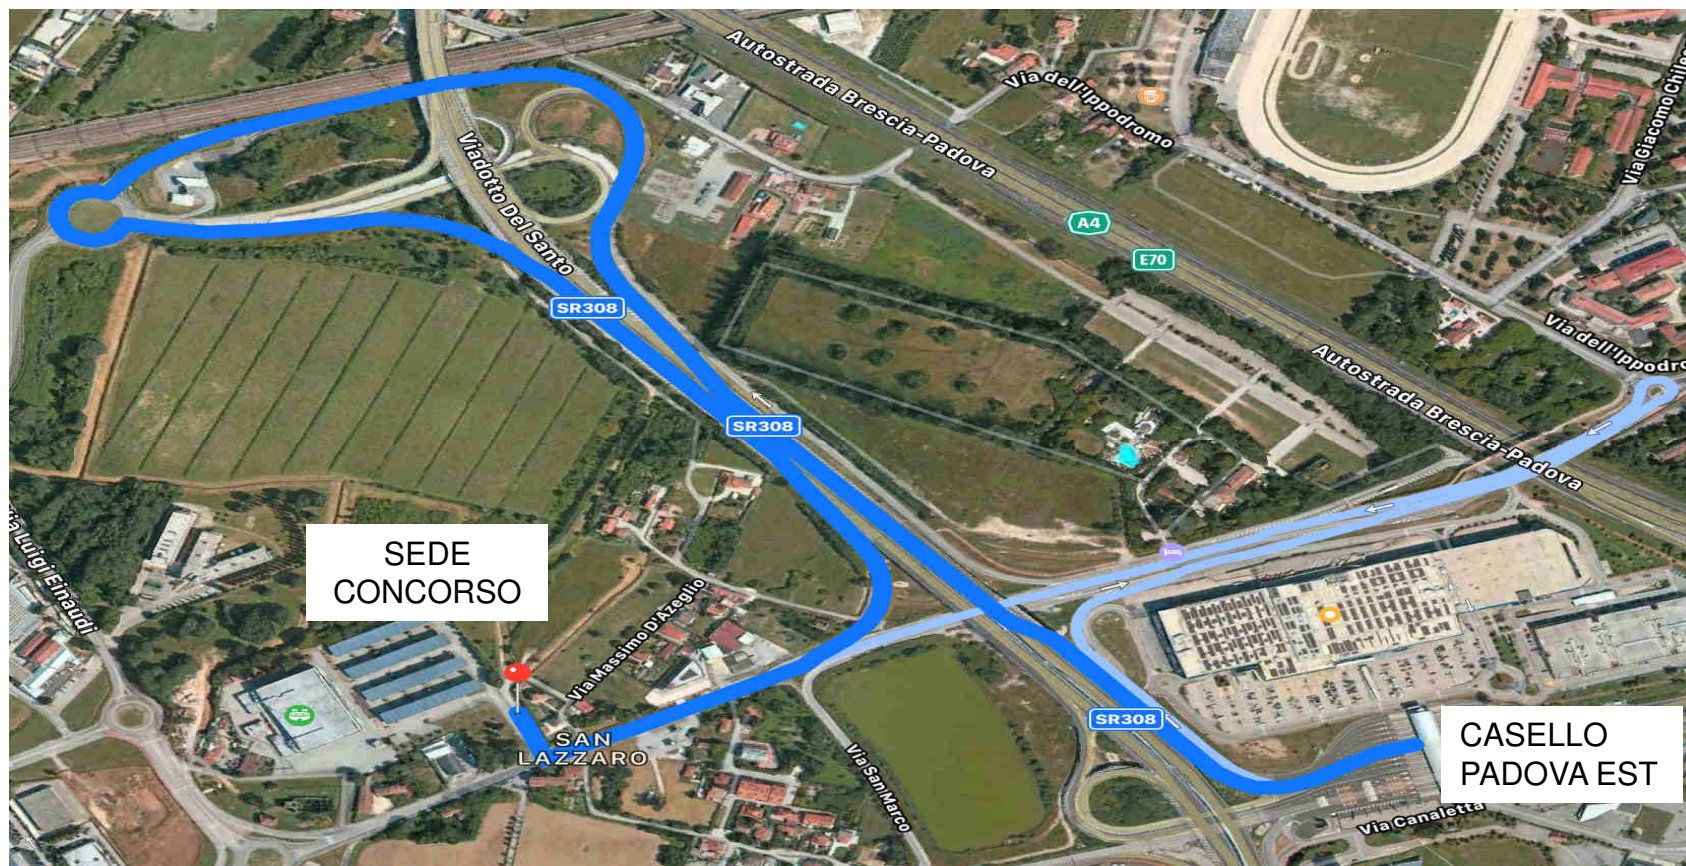 Autostrada Brescia-Padova
Via dell'Ippodromo
Via Giacomo Chilesotti
Viadotto Del Santo
A4
E70
SR308
Via dell'Ippodro
Autostrada Brescia-Padova
SR308
Via Luigi Einaudi
SEDE
CONCORSO
Via Massimo D'Azeglio
SR308
SAN
LAZZARO
Via San Marco
CASELLO
PADOVA EST
Via Canaletta